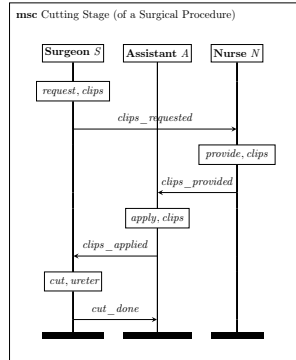 msc Cutting Stage (of a Surgical Procedure)
Surgeon S Assistant A Nurse N
request, clips
clips_requested
provide, clips
clips_provided
apply, clips
clips_applied
cut, ureter
cut_done